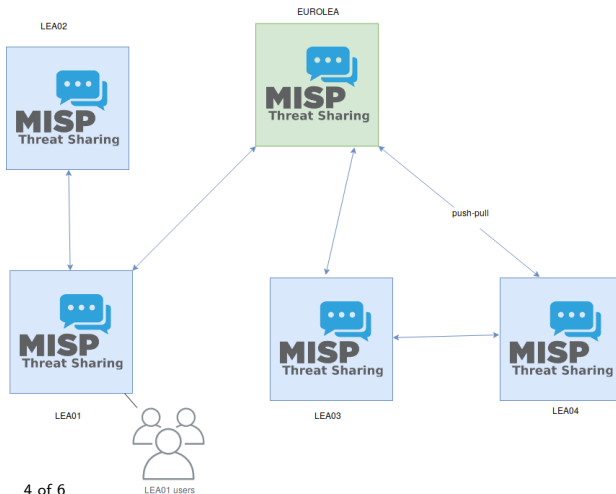 LEA02
EUROLEA
MISP
Threat Sharing
MISP
Threat Sharing
push-pull
MISP
Threat Sharing
MISP
Threat Sharing
MISP
Threat Sharing
LEA01
LEA03
LEA04
LEA01 users
4 of 6